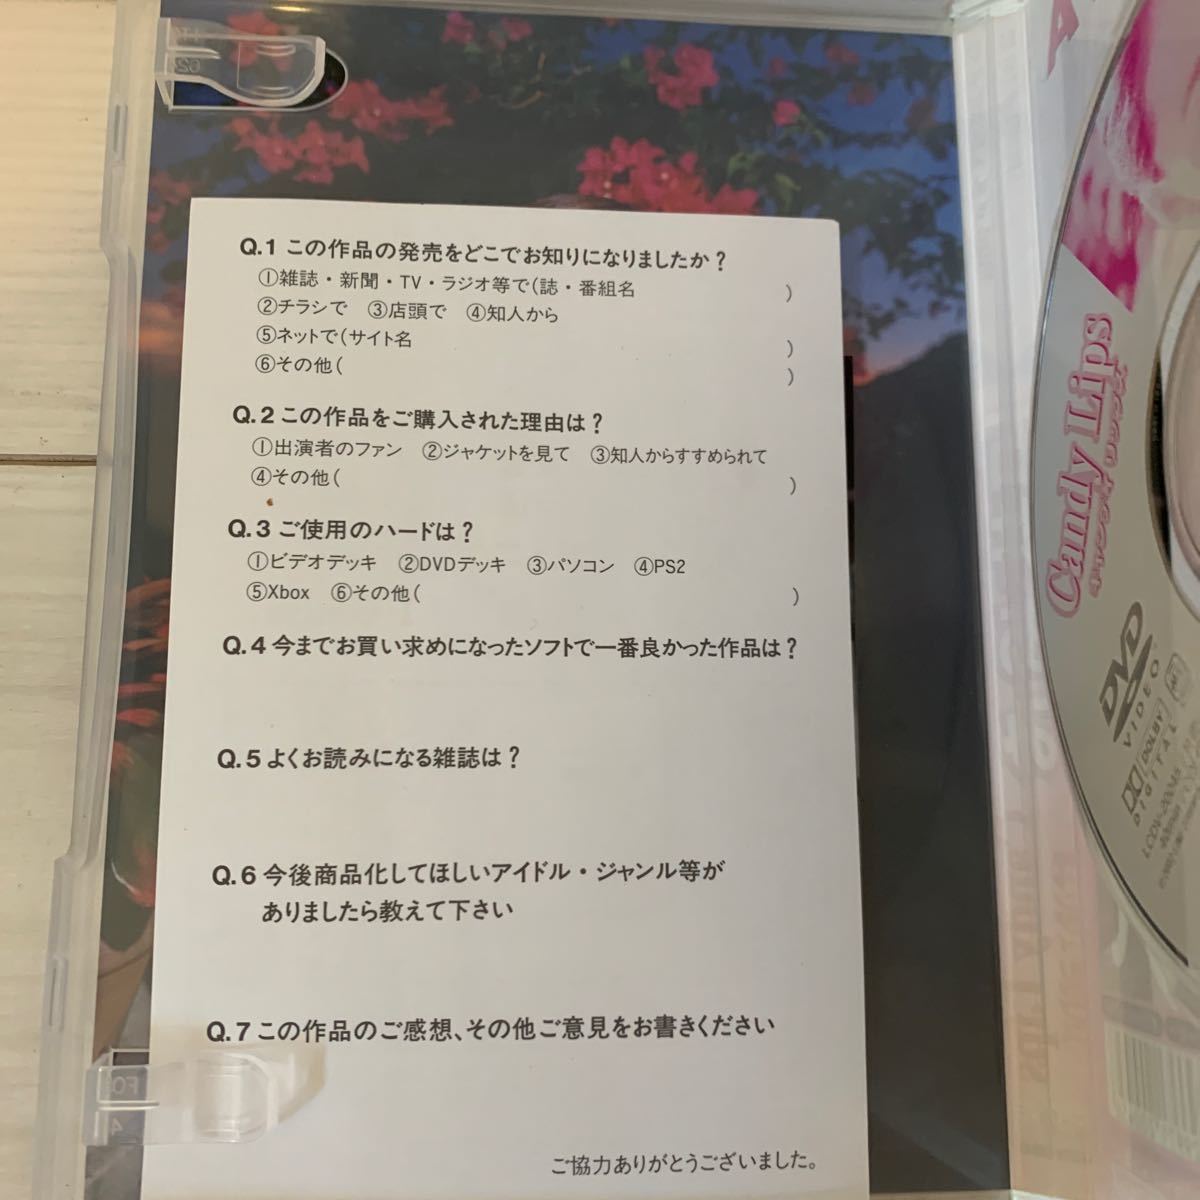 Q.1 この作品の発売をどこでお知りになりましたか？
①雑誌・新聞・TV・ラジオ等で(誌・番組名　　　)
②チラシで　③店頭で　④知人から
⑤ネットで(サイト名　　　)
⑥その他(　　　)
Q.2 この作品をご購入された理由は？
①出演者のファン　②ジャケットを見て　③知人からすすめられて
④その他(　　　)
Q.3 ご使用のハードは？
①ビデオデッキ　②DVDデッキ　③パソコン　④PS2
⑤Xbox　⑥その他(　　　)
Q.4 今までお買い求めになったソフトで一番良かった作品は？
Q.5 よくお読みになる雑誌は？
Q.6 今後商品化してほしいアイドル・ジャンル等が
ありましたら教えて下さい
Q.7 この作品のご感想、その他ご意見をお書きください
ご協力ありがとうございました。
Candy Lips
DVD
VIDEO
DOLBY
DIGITAL